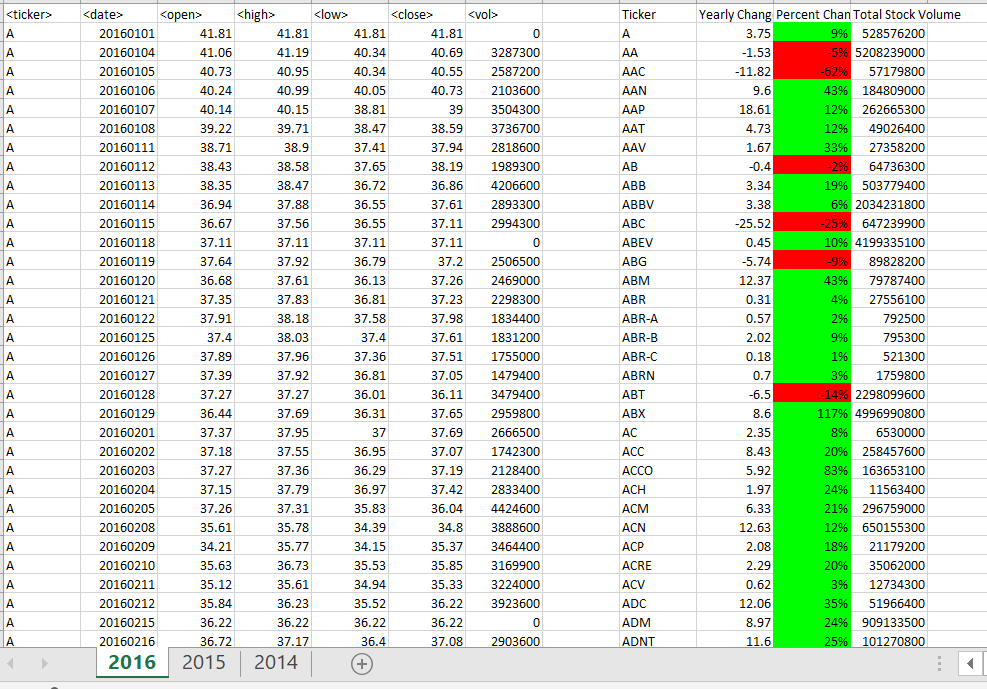 <ticker> <date> <open> <high> <low> <close> <vol> Ticker Yearly Chang Percent Chan Total Stock Volume
A 20160101 41.81 41.81 41.81 41.81 0 A 3.75 9% 528576200
A 20160104 41.06 41.19 40.34 40.69 3287300 AA -1.53 -5% 5208239000
A 20160105 40.73 40.95 40.34 40.55 2587200 AAC -11.82 -62% 57179800
A 20160106 40.24 40.99 40.05 40.73 2103600 AAN 9.6 43% 184809000
A 20160107 40.14 40.15 38.81 39 3504300 AAP 18.61 12% 262665300
A 20160108 39.22 39.71 38.47 38.59 3736700 AAT 4.73 12% 49026400
A 20160111 38.71 38.9 37.41 37.94 2818600 AAV 1.67 33% 27358200
A 20160112 38.43 38.58 37.65 38.19 1989300 AB -0.4 -2% 64736300
A 20160113 38.35 38.47 36.72 36.86 4206600 ABB 3.34 19% 503779400
A 20160114 36.94 37.88 36.55 37.61 2893300 ABBV 3.38 6% 2034231800
A 20160115 36.67 37.56 36.55 37.11 2994300 ABC -25.52 -25% 647239900
A 20160118 37.11 37.11 37.11 37.11 0 ABEV 0.45 10% 4199335100
A 20160119 37.64 37.92 36.79 37.2 2506500 ABG -5.74 -9% 89828200
A 20160120 36.68 37.61 36.13 37.26 2469000 ABM 12.37 43% 79787400
A 20160121 37.35 37.83 36.81 37.23 2298300 ABR 0.31 4% 27556100
A 20160122 37.91 38.18 37.58 37.98 1834400 ABR-A 0.57 2% 792500
A 20160125 37.4 38.03 37.4 37.61 1831200 ABR-B 2.02 9% 795300
A 20160126 37.89 37.96 37.36 37.51 1755000 ABR-C 0.18 1% 521300
A 20160127 37.39 37.92 36.81 37.05 1479400 ABRN 0.7 3% 1759800
A 20160128 37.27 37.27 36.01 36.11 3479400 ABT -6.5 -14% 2298099600
A 20160129 36.44 37.69 36.31 37.65 2959800 ABX 8.6 117% 4996990800
A 20160201 37.37 37.95 37 37.69 2666500 AC 2.35 8% 6530000
A 20160202 37.18 37.55 36.95 37.07 1742300 ACC 8.43 20% 258457600
A 20160203 37.27 37.36 36.29 37.19 2128400 ACCO 5.92 83% 163653100
A 20160204 37.15 37.79 36.97 37.42 2833400 ACH 1.97 24% 11563400
A 20160205 37.26 37.31 35.83 36.04 4424600 ACM 6.33 21% 296759000
A 20160208 35.61 35.78 34.39 34.8 3888600 ACN 12.63 12% 650155300
A 20160209 34.21 35.77 34.15 35.37 3464400 ACP 2.08 18% 21179200
A 20160210 35.63 36.73 35.53 35.85 3169900 ACRE 2.29 20% 35062000
A 20160211 35.12 35.61 34.94 35.33 3224000 ACV 0.62 3% 12734300
A 20160212 35.84 36.23 35.52 36.22 3923600 ADC 12.06 35% 51966400
A 20160215 36.22 36.22 36.22 36.22 0 ADM 8.97 24% 909133500
A 20160216 36.72 37.17 36.4 37.08 2903600 ADNT 11.6 25% 101270800
2016 2015 2014